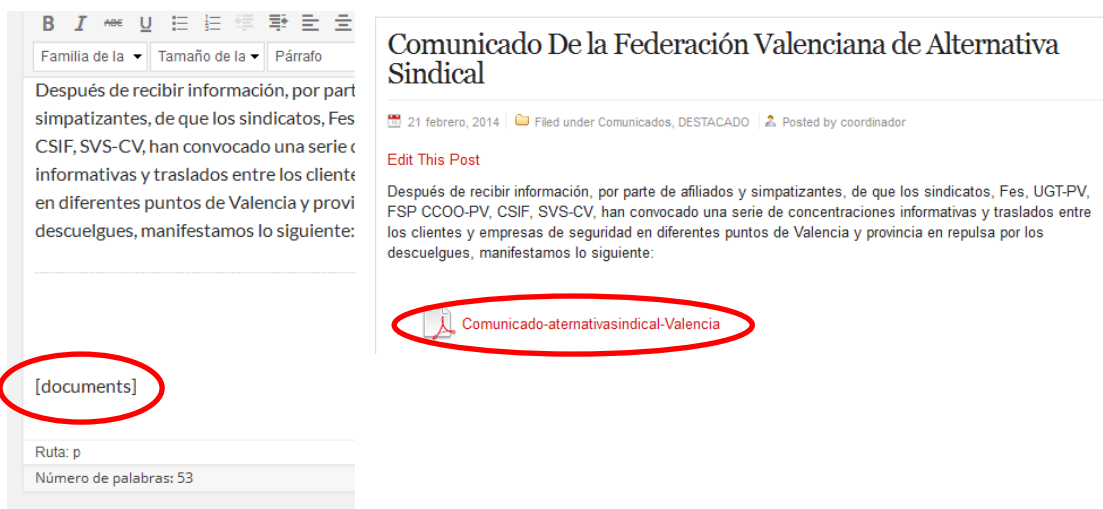 B I ABC U
Familia de la Tamaño de la Párrafo
Después de recibir información, por part
simpatizantes, de que los sindicatos, Fes
CSIF, SVS-CV, han convocado una serie
informativas y traslados entre los cliente
en diferentes puntos de Valencia y provi
descuelgues, manifestamos lo siguiente:
[documents]
Ruta: p
Número de palabras: 53
Comunicado De la Federación Valenciana de Alternativa
Sindical
21 febrero, 2014 Filed under Comunicados, DESTACADO Posted by coordinador
Edit This Post
Después de recibir información, por parte de afiliados y simpatizantes, de que los sindicatos, Fes, UGT-PV,
FSP CCOO-PV, CSIF, SVS-CV, han convocado una serie de concentraciones informativas y traslados entre
los clientes y empresas de seguridad en diferentes puntos de Valencia y provincia en repulsa por los
descuelgues, manifestamos lo siguiente:
Comunicado-aternativasindical-Valencia